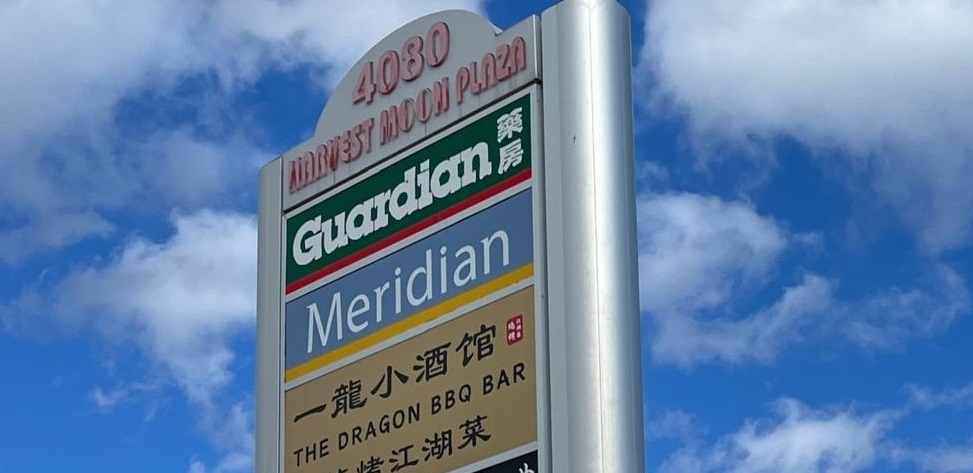 4080
HARVEST MOON PLAZA
Guardian 藥房
Meridian
一龍小酒馆
THE DRAGON BBQ BAR
烤江湖菜